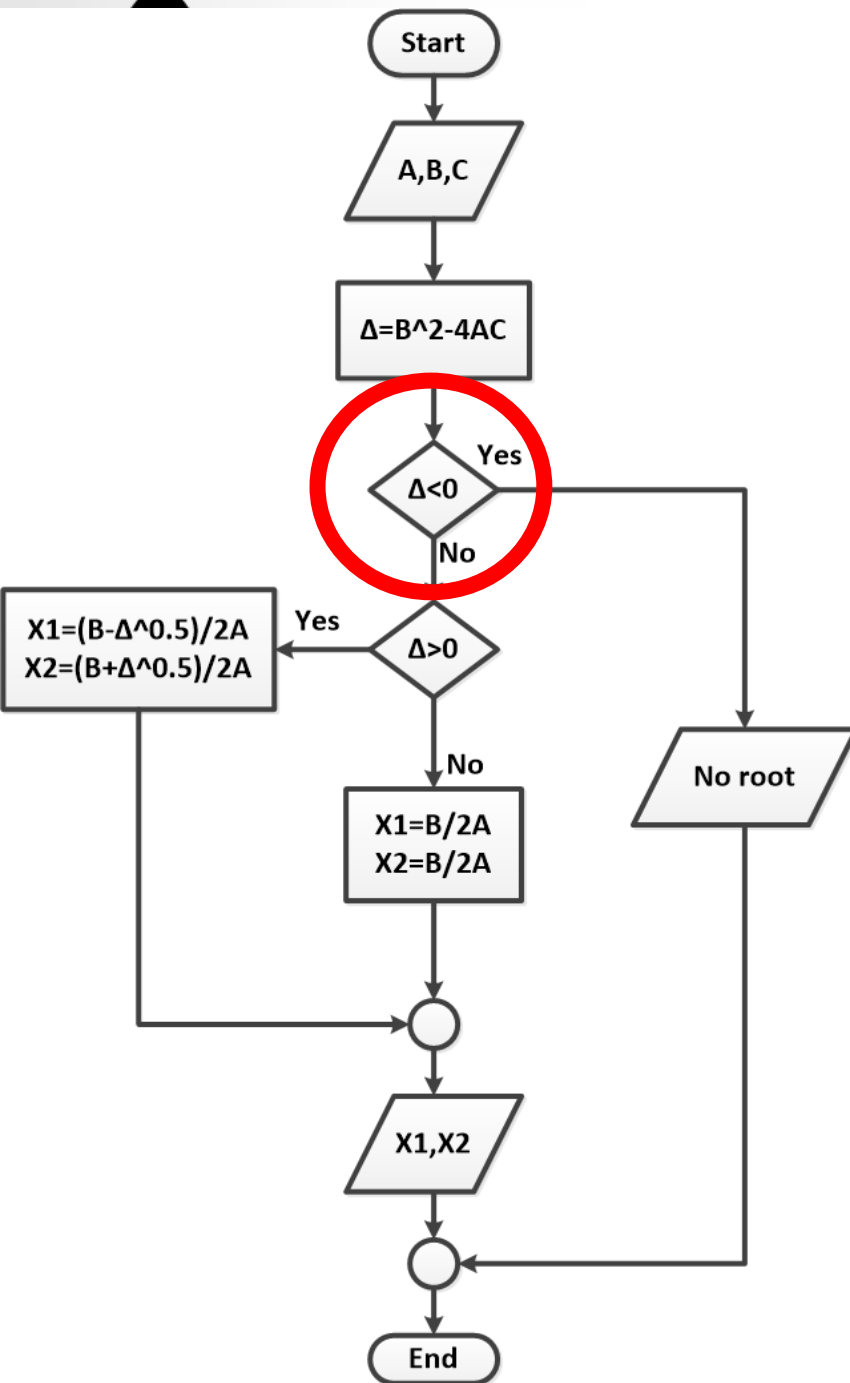 Start
A,B,C
Δ=B^2-4AC
Yes
Δ<0
No
X1=(B-Δ^0.5)/2A
X2=(B+Δ^0.5)/2A
Yes
Δ>0
No
No root
X1=B/2A
X2=B/2A
X1,X2
End